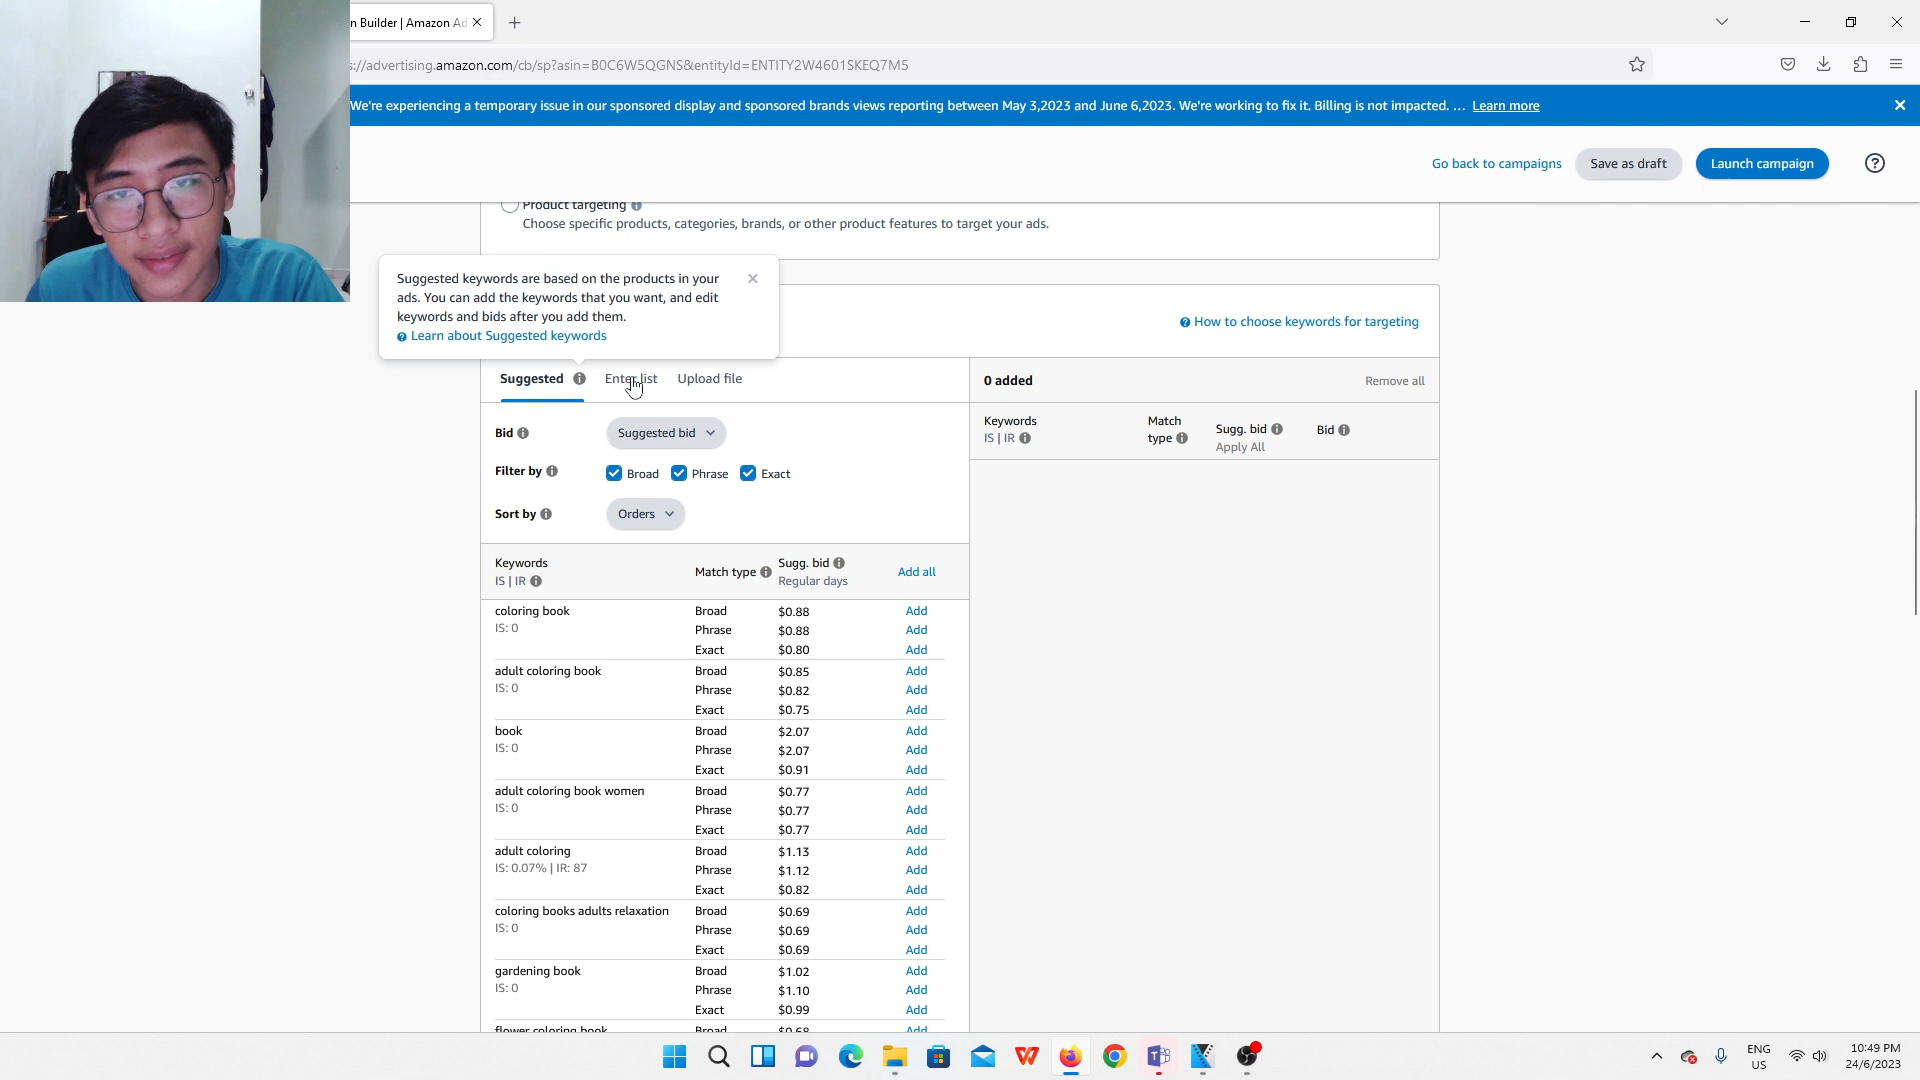 n Builder | Amazon Ad
s://advertising.amazon.com/cb/sp?asin=B0C6W5QGNS&entityId=ENTITY2W4601SKEQ7M5
We're experiencing a temporary issue in our sponsored display and sponsored brands views reporting between May 3,2023 and June 6,2023. We're working to fix it. Billing is not impacted. ... Learn more
Go back to campaigns
Save as draft
Launch campaign
Product targeting
Choose specific products, categories, brands, or other product features to target your ads.
Suggested keywords are based on the products in your
ads. You can add the keywords that you want, and edit
keywords and bids after you add them.
Learn about Suggested keywords
How to choose keywords for targeting
Suggested
Enter list
Upload file
0 added
Remove all
Bid
Suggested bid
Filter by
Broad
Phrase
Exact
Sort by
Orders
Keywords
IS | IR
Match
type
Sugg. bid
Apply All
Bid
Keywords
IS | IR
Match type
Sugg. bid
Regular days
Add all
coloring book
IS: 0
Broad $0.88 Add
Phrase $0.88 Add
Exact $0.80 Add
adult coloring book
IS: 0
Broad $0.85 Add
Phrase $0.82 Add
Exact $0.75 Add
book
IS: 0
Broad $2.07 Add
Phrase $2.07 Add
Exact $0.91 Add
adult coloring book women
IS: 0
Broad $0.77 Add
Phrase $0.77 Add
Exact $0.77 Add
adult coloring
IS: 0.07% | IR: 87
Broad $1.13 Add
Phrase $1.12 Add
Exact $0.82 Add
coloring books adults relaxation
IS: 0
Broad $0.69 Add
Phrase $0.69 Add
Exact $0.69 Add
gardening book
IS: 0
Broad $1.02 Add
Phrase $1.10 Add
Exact $0.99 Add
flower coloring book Broad $0.68 Add
ENG
US
10:49 PM
24/6/2023